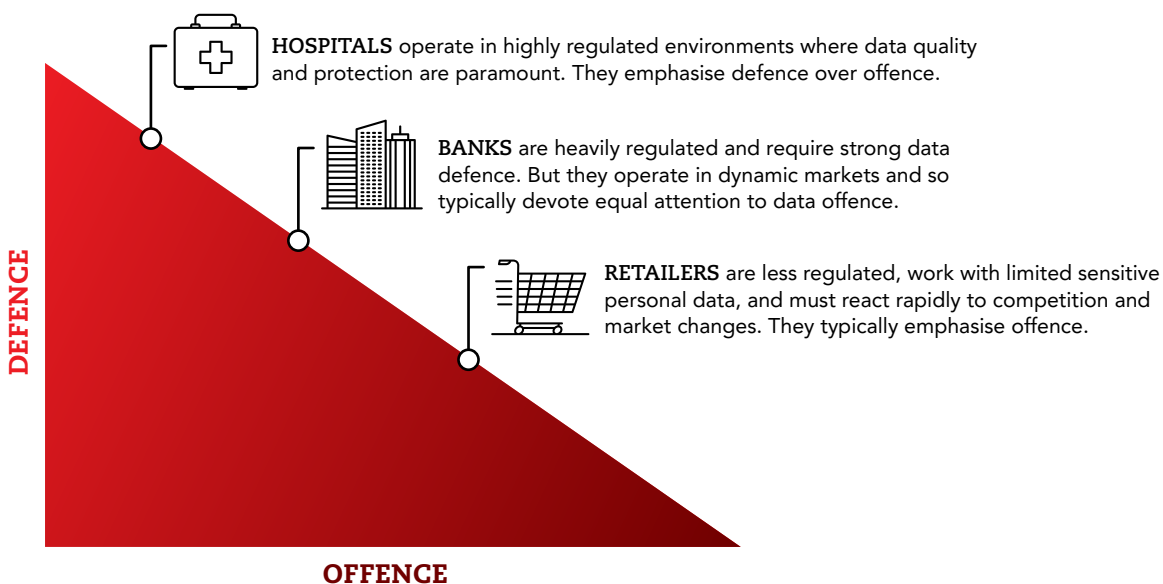 HOSPITALS operate in highly regulated environments where data quality
and protection are paramount. They emphasise defence over offence.
BANKS are heavily regulated and require strong data
defence. But they operate in dynamic markets and so
typically devote equal attention to data offence.
RETAILERS are less regulated, work with limited sensitive
personal data, and must react rapidly to competition and
market changes. They typically emphasise offence.
DEFENCE
OFFENCE